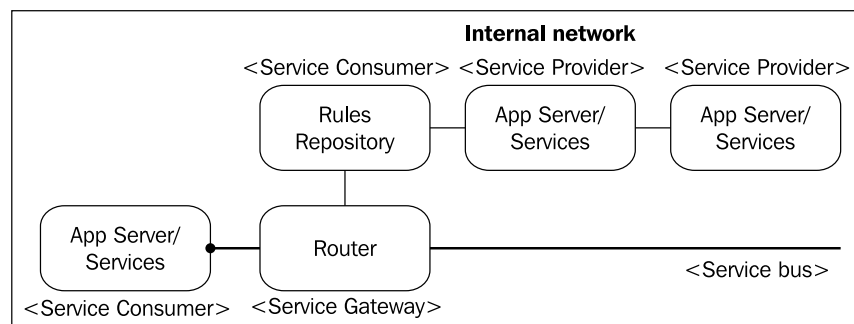 Internal network
<Service Consumer> <Service Provider> <Service Provider>
Rules
Repository
App Server/
Services
App Server/
Services
App Server/
Services
Router
<Service bus>
<Service Consumer> <Service Gateway>